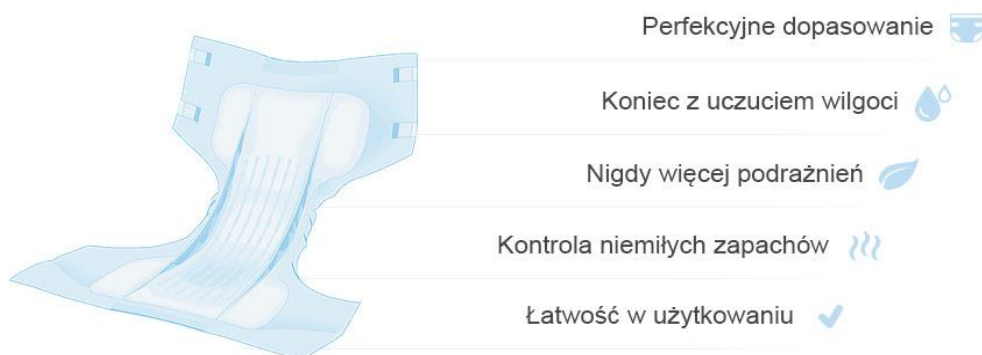 Perfekcyjne dopasowanie
Koniec z uczuciem wilgoci
Nigdy więcej podrażnień
Kontrola niemiłych zapachów
Łatwość w użytkowaniu